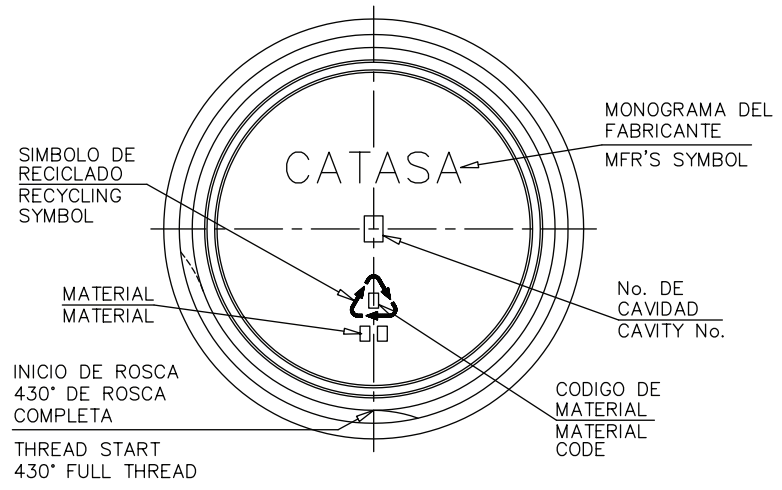 MONOGRAMA DEL
FABRICANTE
MFR'S SYMBOL
CATASA
SIMBOLO DE
RECICLADO
RECYCLING
SYMBOL
MATERIAL
MATERIAL
No. DE
CAVIDAD
CAVITY No.
INICIO DE ROSCA
430° DE ROSCA
COMPLETA
THREAD START
430° FULL THREAD
CODIGO DE
MATERIAL
MATERIAL
CODE